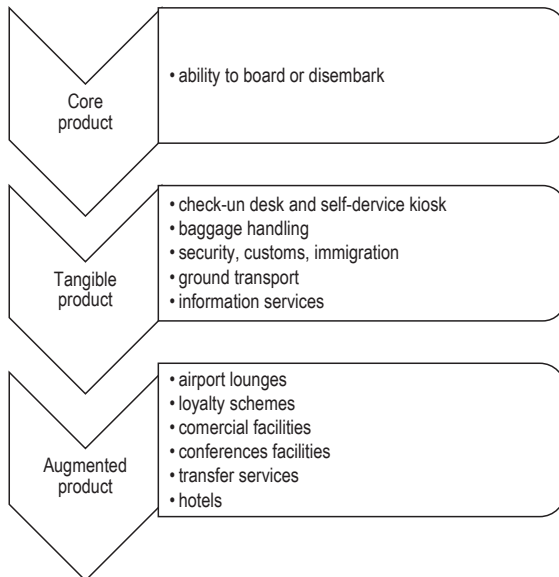 Core
product
• ability to board or disembark
Tangible
product
• check-un desk and self-dervice kiosk
• baggage handling
• security, customs, immigration
• ground transport
• information services
Augmented
product
• airport lounges
• loyalty schemes
• comercial facilities
• conferences facilities
• transfer services
• hotels